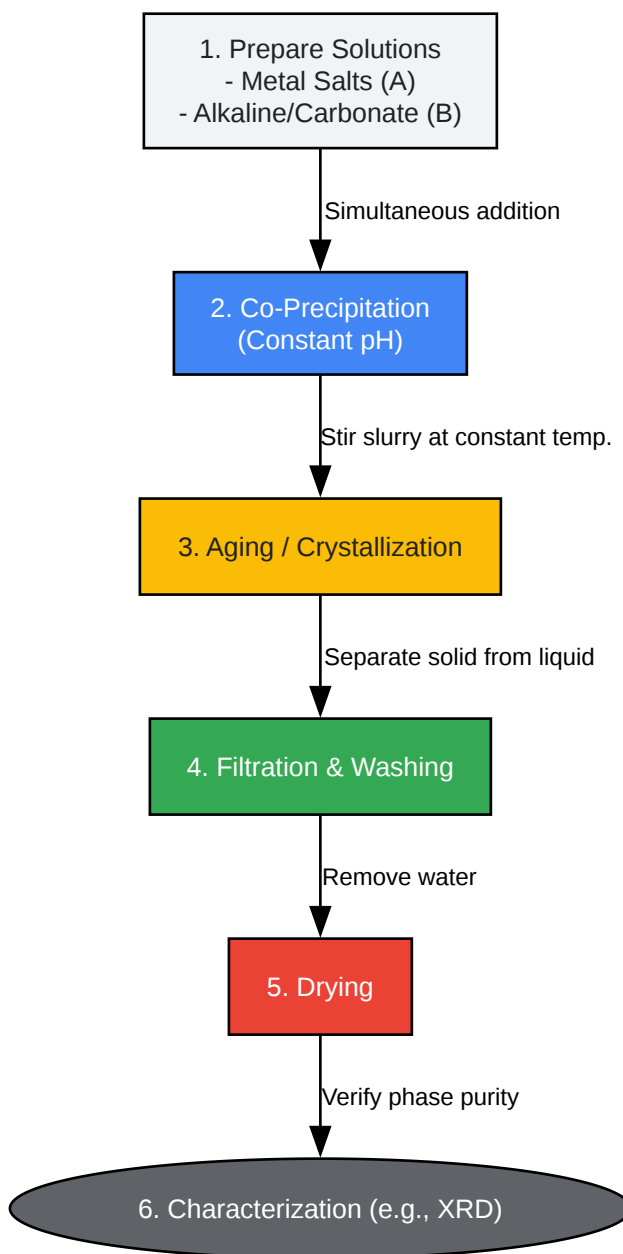 1. Prepare Solutions
- Metal Salts (A)
- Alkaline/Carbonate (B)
Simultaneous addition
2. Co-Precipitation
(Constant pH)
Stir slurry at constant temp.
3. Aging / Crystallization
Separate solid from liquid
4. Filtration & Washing
Remove water
5. Drying
Verify phase purity
6. Characterization (e.g., XRD)